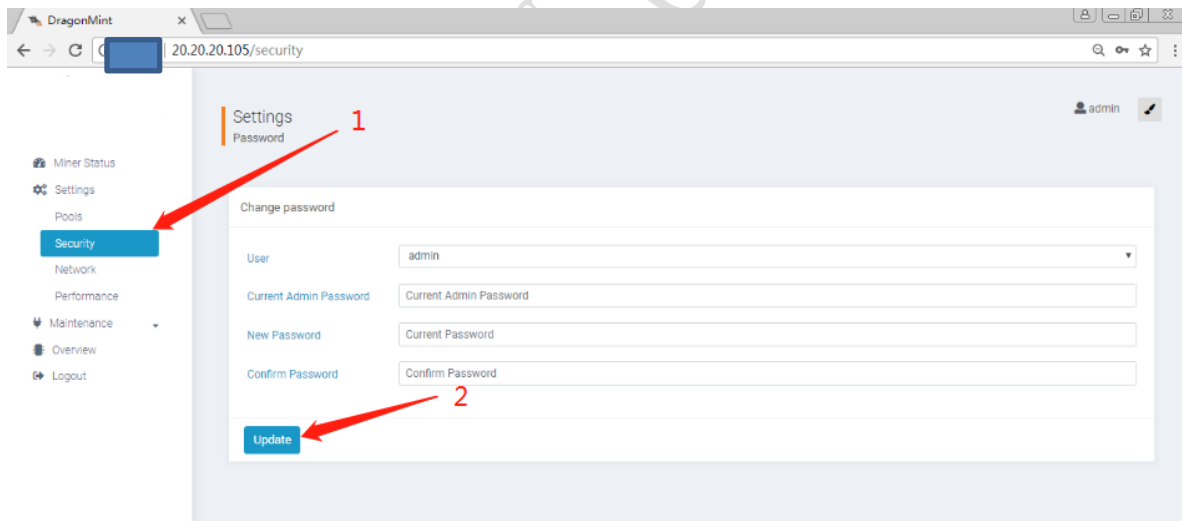 DragonMint
20.20.20.105/security
admin
Settings
Password
1
Miner Status
Settings
Pools
Security
Network
Performance
Maintenance
Overview
Logout
Change password
User
admin
Current Admin Password
Current Admin Password
New Password
Current Password
Confirm Password
Confirm Password
2
Update